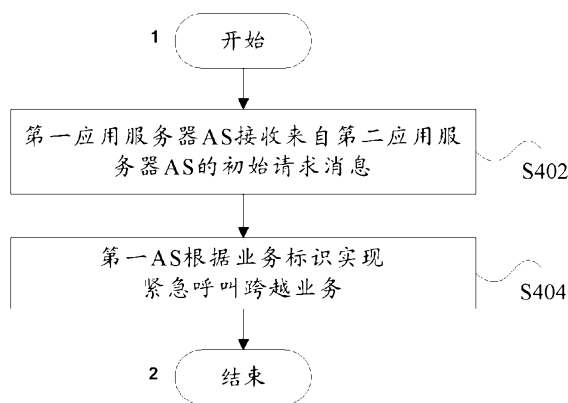 1
开始
第一应用服务器AS接收来自第二应用服
务器AS的初始请求消息
S402
第一AS根据业务标识实现
紧急呼叫跨越业务
S404
2
结束